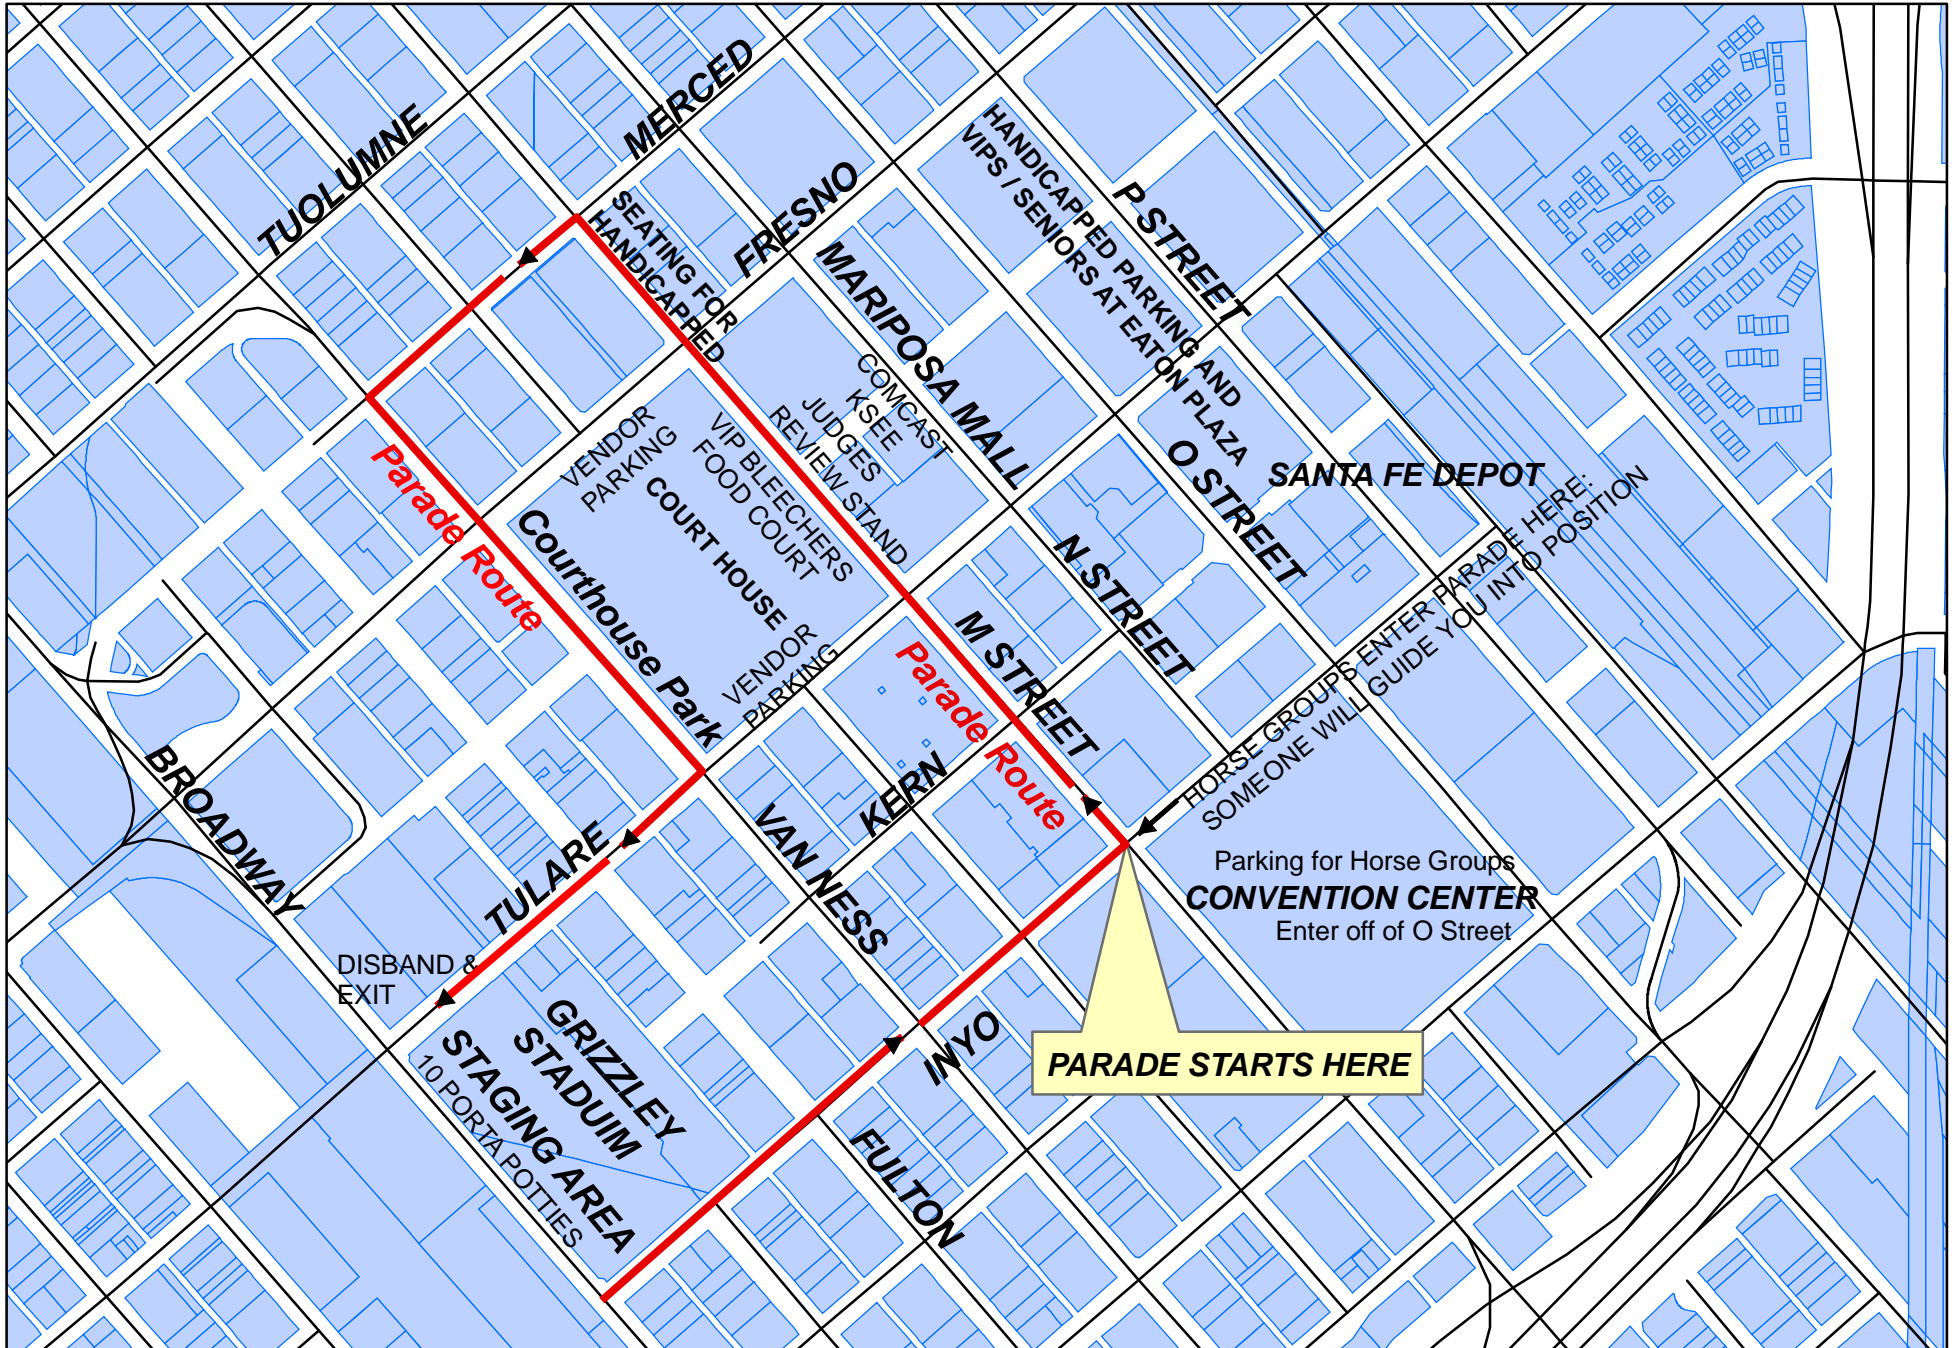 TUOLUMNE
MERCED
FRESNO
SEATING FOR
HANDICAPPED
HANDICAPPED PARKING AND
VIPS / SENIORS AT EATON PLAZA
P STREET
MARIPOSA MALL
O STREET
SANTA FE DEPOT
COMCAST
KSEE
JUDGES
REVIEW STAND
VIP BLEECHERS
FOOD COURT
VENDOR
PARKING
COURT HOUSE
Courthouse Park
VENDOR
PARKING
Parade Route
Parade Route
M STREET
N STREET
HORSE GROUPS ENTER PARADE HERE:
SOMEONE WILL GUIDE YOU INTO POSITION
Parking for Horse Groups
CONVENTION CENTER
Enter off of O Street
PARADE STARTS HERE
KERN
VAN NESS
BROADWAY
TULARE
DISBAND &
EXIT
GRIZZLEY
STADUIM
STAGING AREA
10 PORTA POTTIES
INYO
FULTON